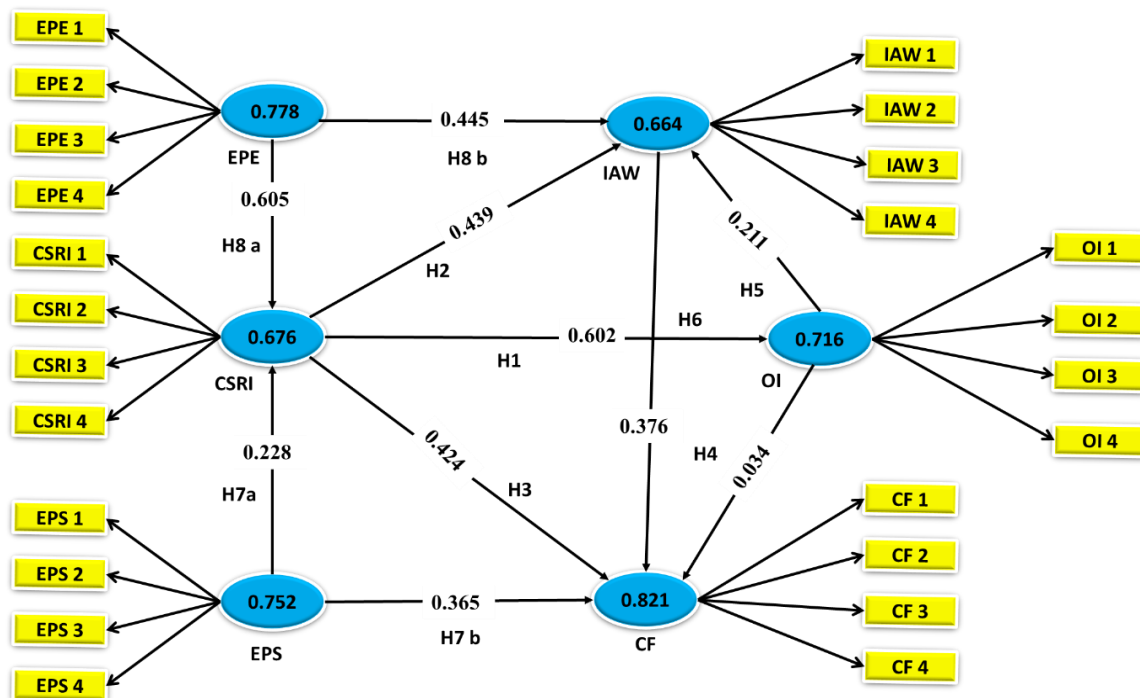 EPE 1
EPE 2
EPE 3
EPE 4
0.778
EPE
0.445
H8 b
0.664
IAW
IAW 1
IAW 2
IAW 3
IAW 4
0.605
H8 a
0.439
H2
0.211
H5
CSRI 1
CSRI 2
CSRI 3
CSRI 4
0.676
CSRI
0.602
H1
H6
0.716
OI
OI 1
OI 2
OI 3
OI 4
0.228
H7a
0.424
H3
0.376
H4
0.034
EPS 1
EPS 2
EPS 3
EPS 4
0.752
EPS
0.365
H7 b
0.821
CF
CF 1
CF 2
CF 3
CF 4